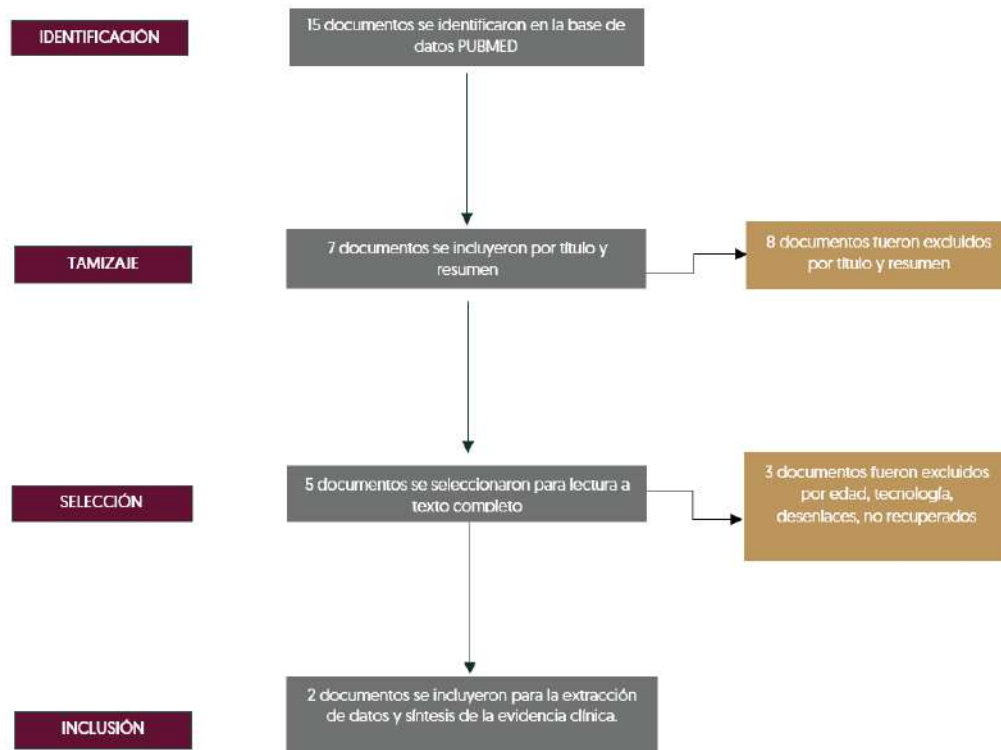 IDENTIFICACIÓN
15 documentos se identificaron en la base de
datos PUBMED
TAMIZAJE
7 documentos se incluyeron por título y
resumen
8 documentos fueron excluidos
por título y resumen
SELECCIÓN
5 documentos se seleccionaron para lectura a
texto completo
3 documentos fueron excluidos
por edad, tecnología,
desenlaces, no recuperados
INCLUSIÓN
2 documentos se incluyeron para la extracción
de datos y síntesis de la evidencia clínica.